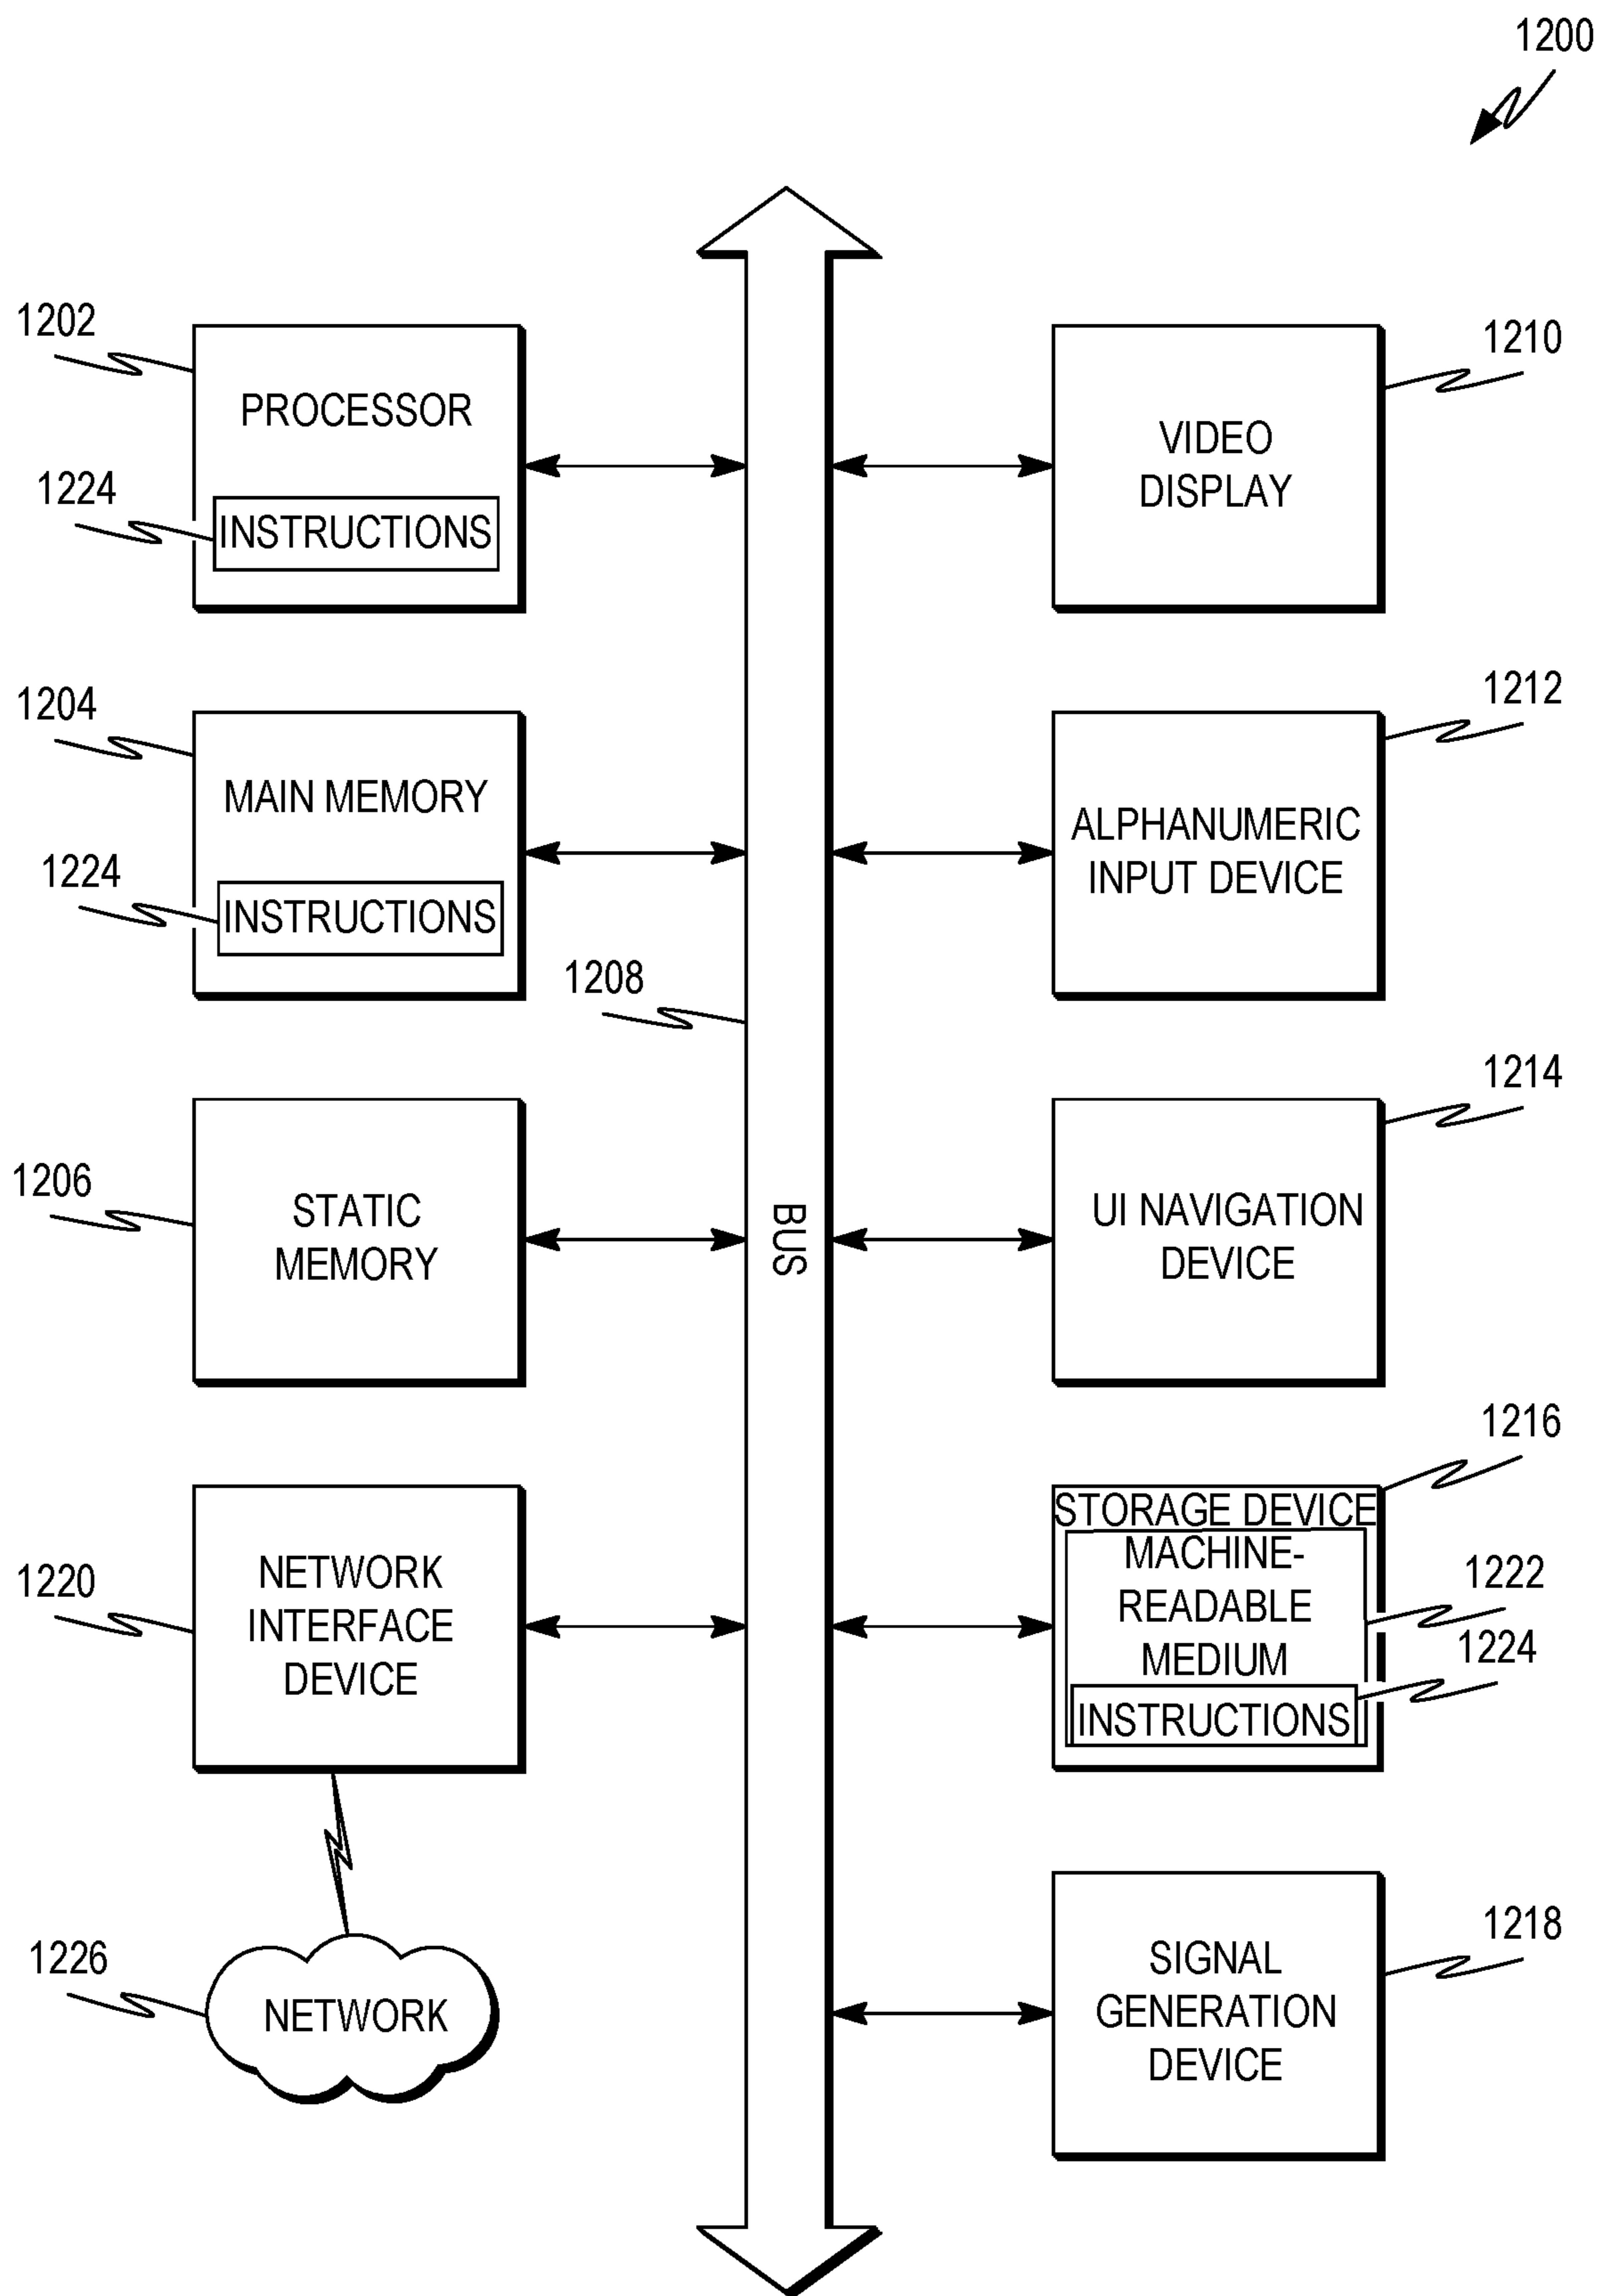 1200
1202
PROCESSOR
1224
INSTRUCTIONS
1210
VIDEO
DISPLAY
1204
MAIN MEMORY
1224
INSTRUCTIONS
1212
ALPHANUMERIC
INPUT DEVICE
1208
1206
STATIC
MEMORY
BUS
1214
UI NAVIGATION
DEVICE
1220
NETWORK
INTERFACE
DEVICE
1216
STORAGE DEVICE
MACHINE-
READABLE
MEDIUM
1222
1224
INSTRUCTIONS
1226
NETWORK
1218
SIGNAL
GENERATION
DEVICE